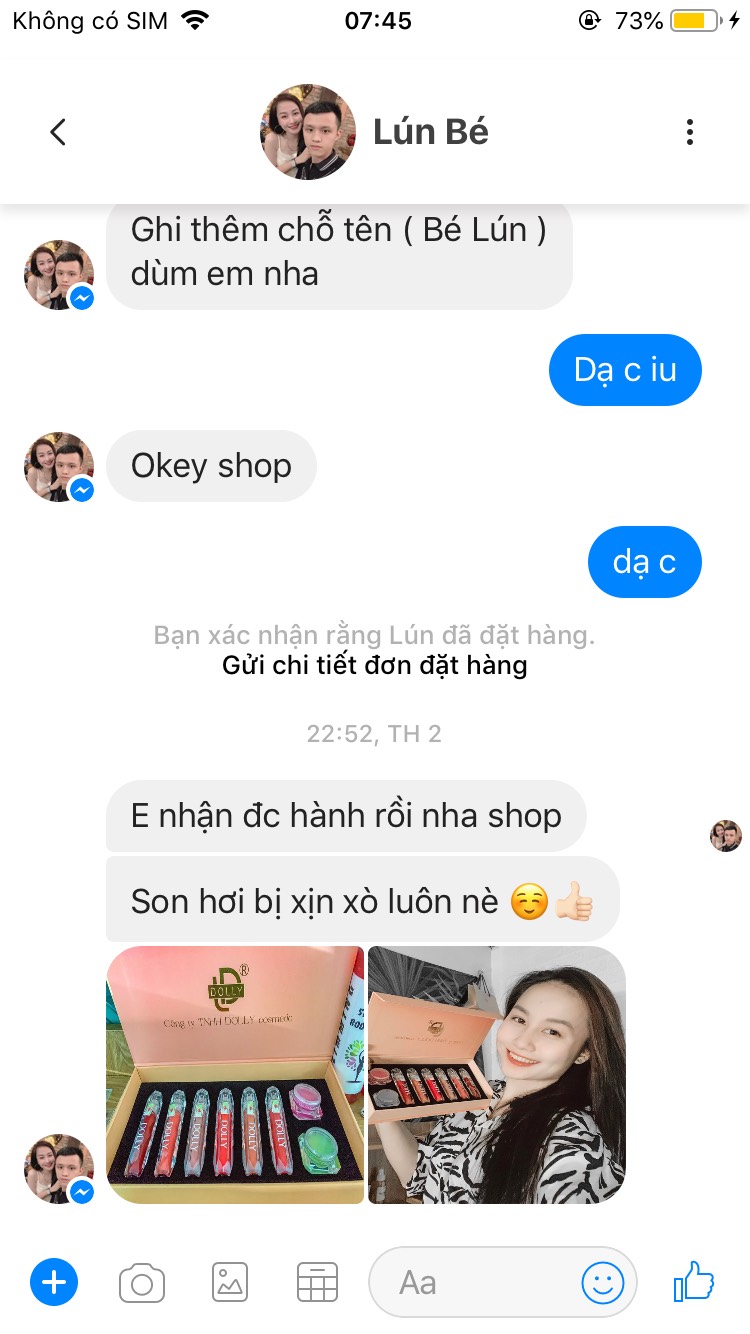 Không có SIM 07:45 73%
Lún Bé
Ghi thêm chỗ tên ( Bé Lún )
dùm em nha
Dạ c iu
Okey shop
dạ c
Bạn xác nhận rằng Lún đã đặt hàng.
Gửi chi tiết đơn đặt hàng
22:52, TH 2
E nhận đc hành rồi nha shop
Son hơi bị xịn xò luôn nè ☺️👍🏻
®
DOLLY
Công ty TNHH DOLLY cosmedc
DOLLY
DOLLY
DOLLY
DOLLY
Aa